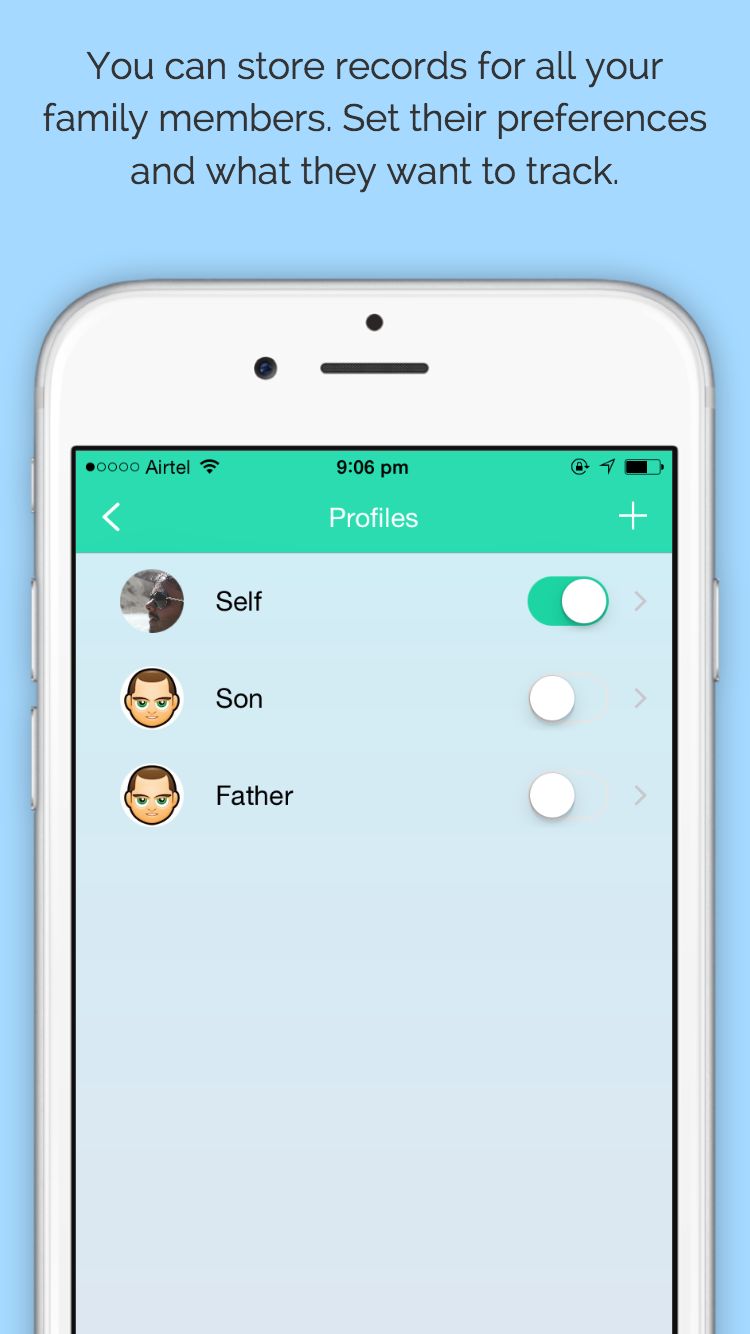 You can store records for all your
family members. Set their preferences
and what they want to track.
Airtel 9:06 pm
Profiles
Self
Son
Father